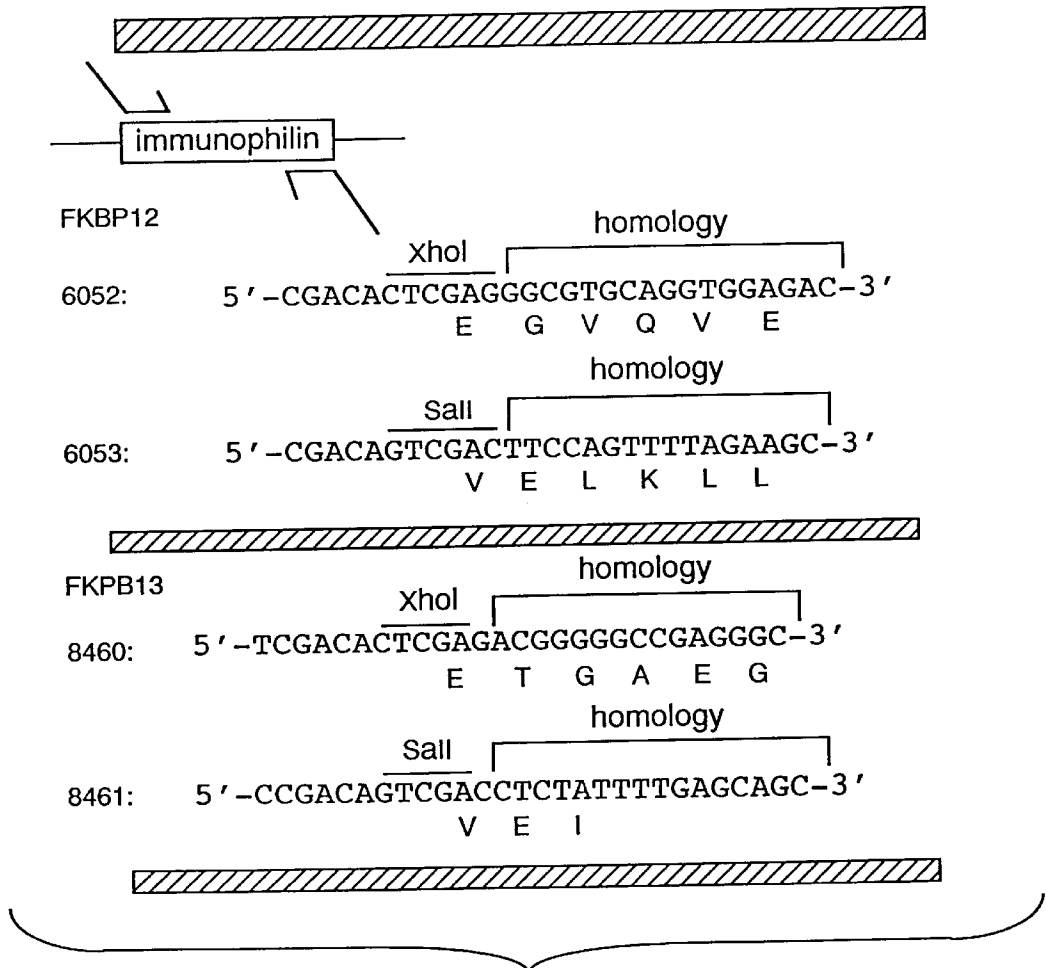 immunophilin
FKBP12
homology
XhoI
6052: 5'-CGACACTCGAGGGCGTGCAGGTGGAGAC-3'
E G V Q V E
homology
SalI
6053: 5'-CGACAGTCGACTTCCAGTTTTAGAAGC-3'
V E L K L L
FKPB13
homology
XhoI
8460: 5'-TCGACACTCGAGACGGGGGCCGAGGGC-3'
E T G A E G
homology
SalI
8461: 5'-CCGACAGTCGACCTCTATTTTGAGCAGC-3'
V E I